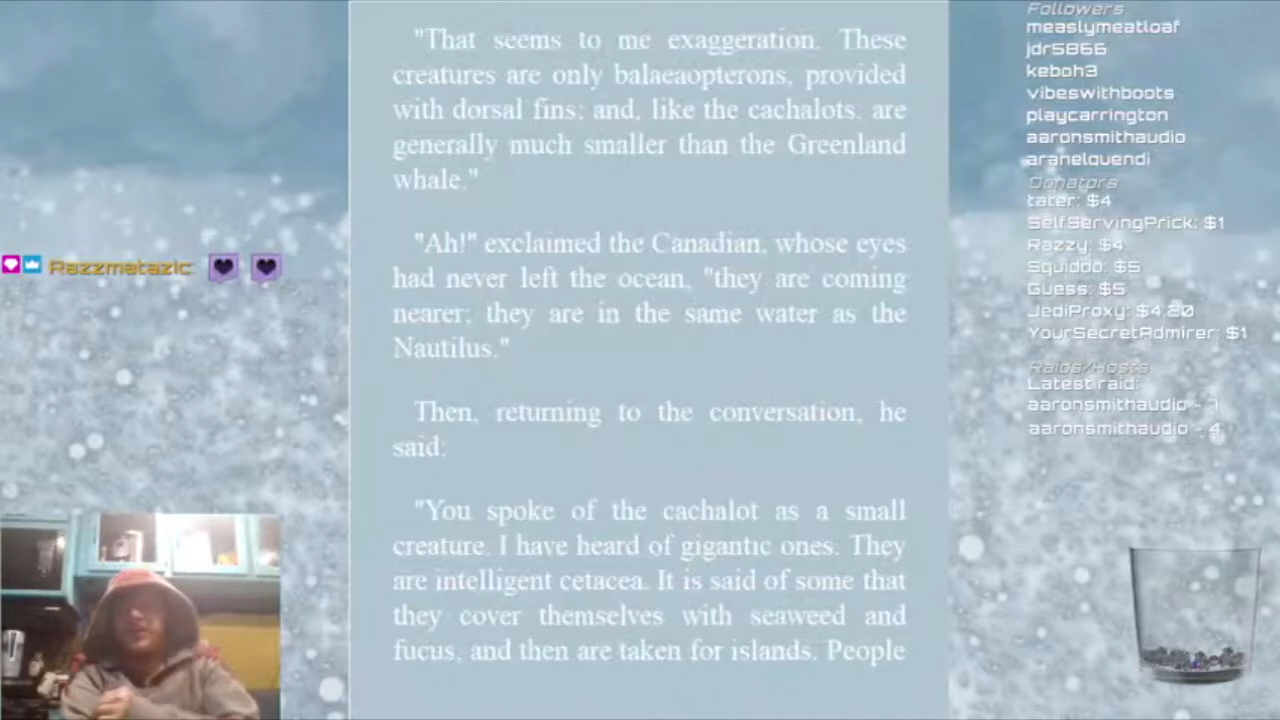 "That seems to me exaggeration. These
creatures are only balaeaopterons, provided
with dorsal fins; and, like the cachalots, are
generally much smaller than the Greenland
whale."
"Ah!" exclaimed the Canadian, whose eyes
had never left the ocean, "they are coming
nearer; they are in the same water as the
Nautilus."
Then, returning to the conversation, he
said:
"You spoke of the cachalot as a small
creature. I have heard of gigantic ones. They
are intelligent cetacea. It is said of some that
they cover themselves with seaweed and
fucus, and then are taken for islands. People
Razzmatazic
Followers
measlymeatloaf
jdr5866
keboh3
vibeswithboots
playcarrington
aaronsmithaudio
aranelquendi
Donators
tater: $4
SelfServingPrick: $1
Razzy: $4
Squidoo: $5
Guess: $5
JediProxy: $4.20
YourSecretAdmirer: $1
Raids/Hosts
Latest raid:
aaronsmithaudio - 7
aaronsmithaudio - 4